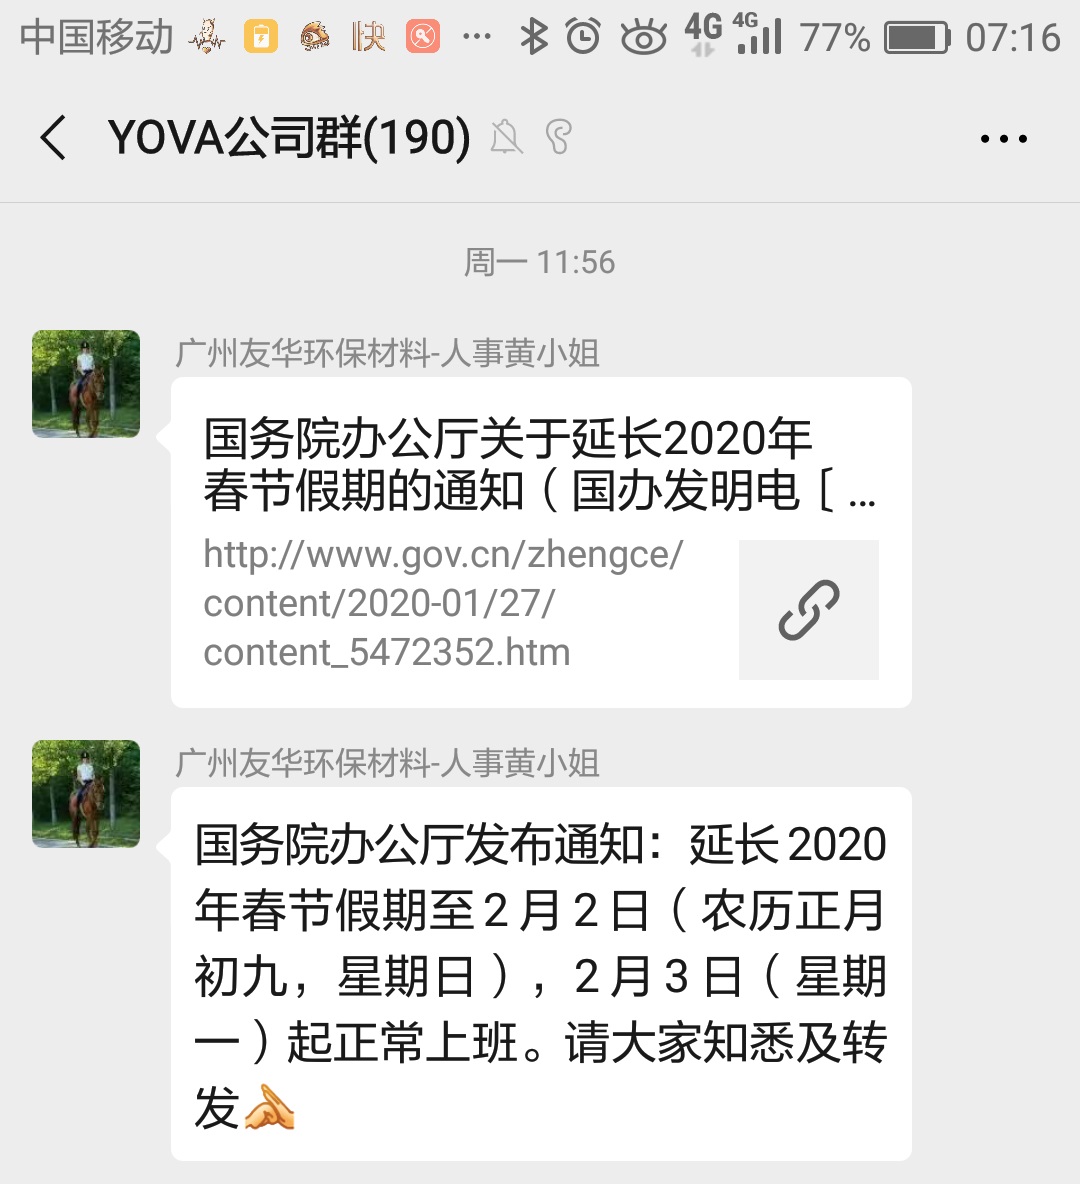 中国移动 快 ... 4G 4G 77% 07:16
YOVA公司群(190)
周一 11:56
广州友华环保材料-人事黄小姐
国务院办公厅关于延长2020年
春节假期的通知（国办发明电〔...
http://www.gov.cn/zhengce/
content/2020-01/27/
content_5472352.htm
广州友华环保材料-人事黄小姐
国务院办公厅发布通知：延长2020
年春节假期至2月2日（农历正月
初九，星期日），2月3日（星期
一）起正常上班。请大家知悉及转
发